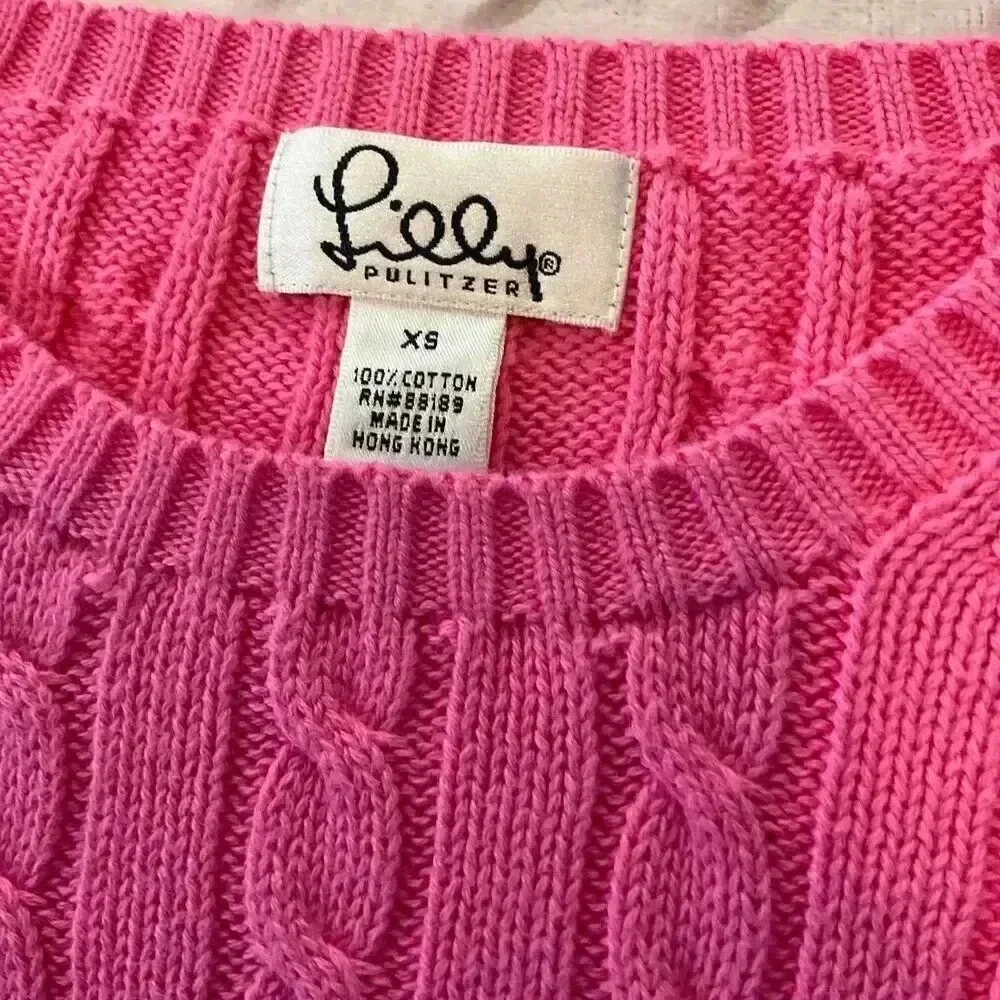 Lilly®
PULITZER
XS
100% COTTON
RN#88189
MADE IN
HONG KONG